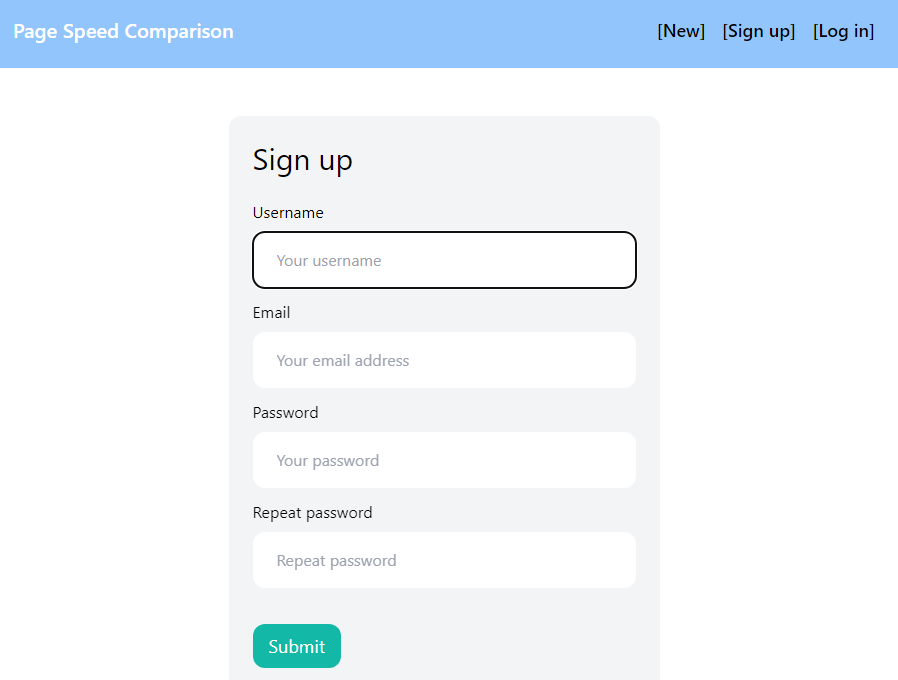 Page Speed Comparison
[New] [Sign up] [Log in]
Sign up
Username
Your username
Email
Your email address
Password
Your password
Repeat password
Repeat password
Submit